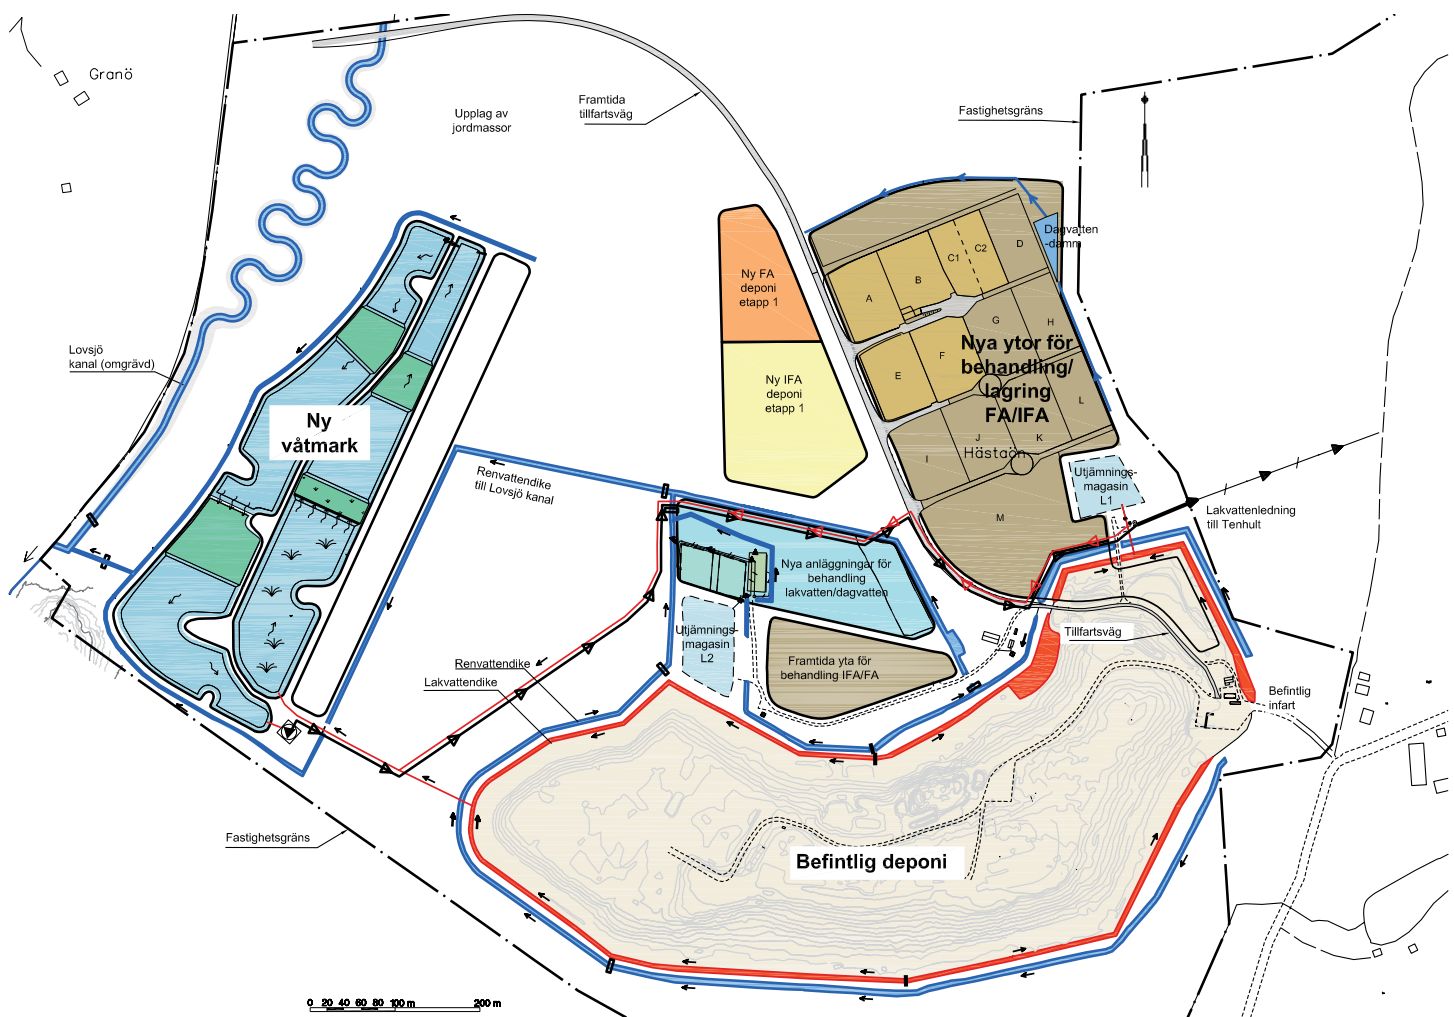 Granö
Upplag av
jordmassor
Framtida
tillfartsväg
Fastighetsgräns
Dagvatten
-damm
Ny FA
deponi
etapp 1
Ny IFA
deponi
etapp 1
A
B
C1
C2
D
E
F
G
H
I
J
K
L
M
Nya ytor för
behandling/
lagring
FA/IFA
Hästaön
Lovsjö
kanal (omgrävd)
Ny
våtmark
Renvattendike
till Lovsjö kanal
Utjämnings-
magasin
L1
Lakvattenledning
till Tenhult
Nya anläggningar för
behandling
lakvatten/dagvatten
Utjämnings-
magasin
L2
Tillfartsväg
Renvattendike
Lakvattendike
Framtida yta för
behandling IFA/FA
Befintlig
infart
Fastighetsgräns
Befintlig deponi
0 20 40 60 80 100 m 200 m